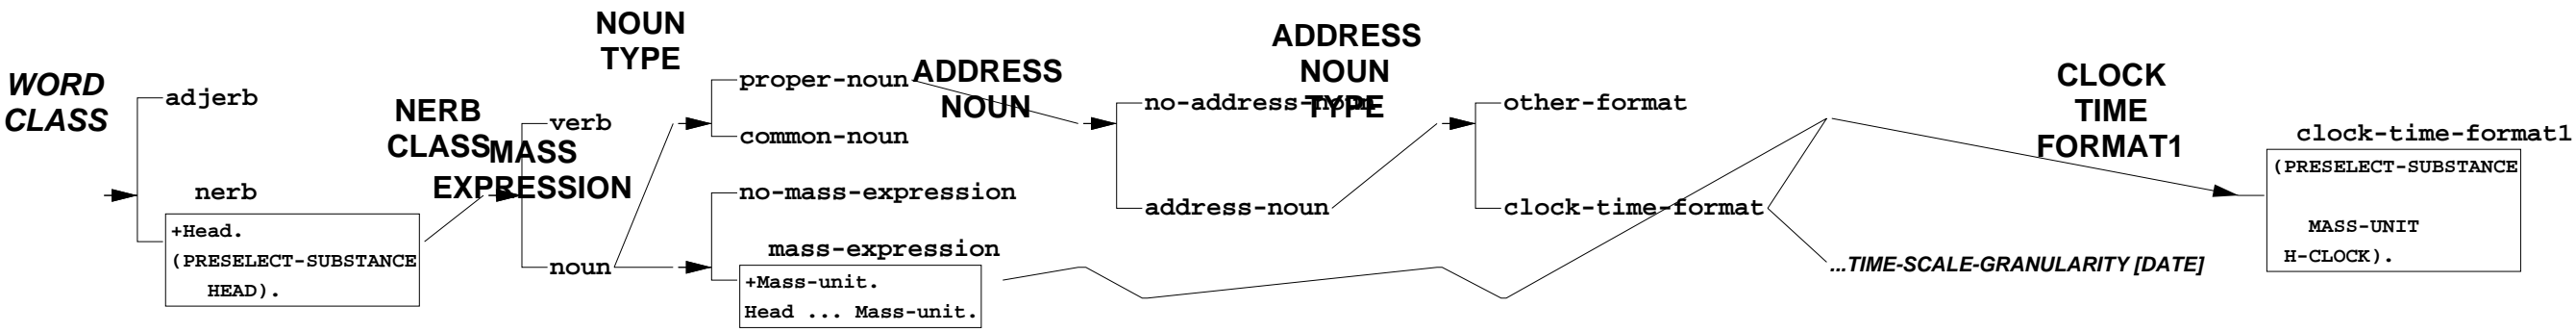 WORD
CLASS
adjerb
nerb
+Head.
(PRESELECT-SUBSTANCE
HEAD).
NERB
CLASS
verb
noun
NOUN
TYPE
proper-noun
common-noun
MASS
EXPRESSION
no-mass-expression
mass-expression
+Mass-unit.
Head ... Mass-unit.
ADDRESS
NOUN
no-address-noun
address-noun
ADDRESS
NOUN
TYPE
other-format
clock-time-format
...TIME-SCALE-GRANULARITY [DATE]
CLOCK
TIME
FORMAT1
clock-time-format1
(PRESELECT-SUBSTANCE
MASS-UNIT
H-CLOCK).